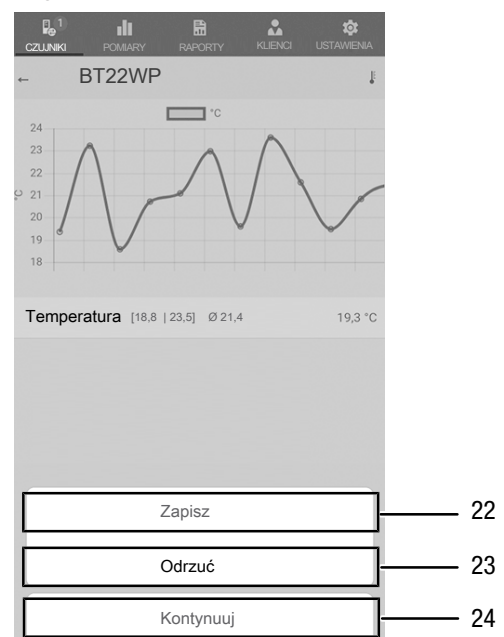 1
CZUJNIKI POMIARY RAPORTY KLIENCI USTAWIENIA
← BT22WP
°C
24
23
22
21
20
19
18
°C
Temperatura [18,8 | 23,5] Ø 21,4 19,3 °C
Zapisz 22
Odrzuć 23
Kontynuuj 24